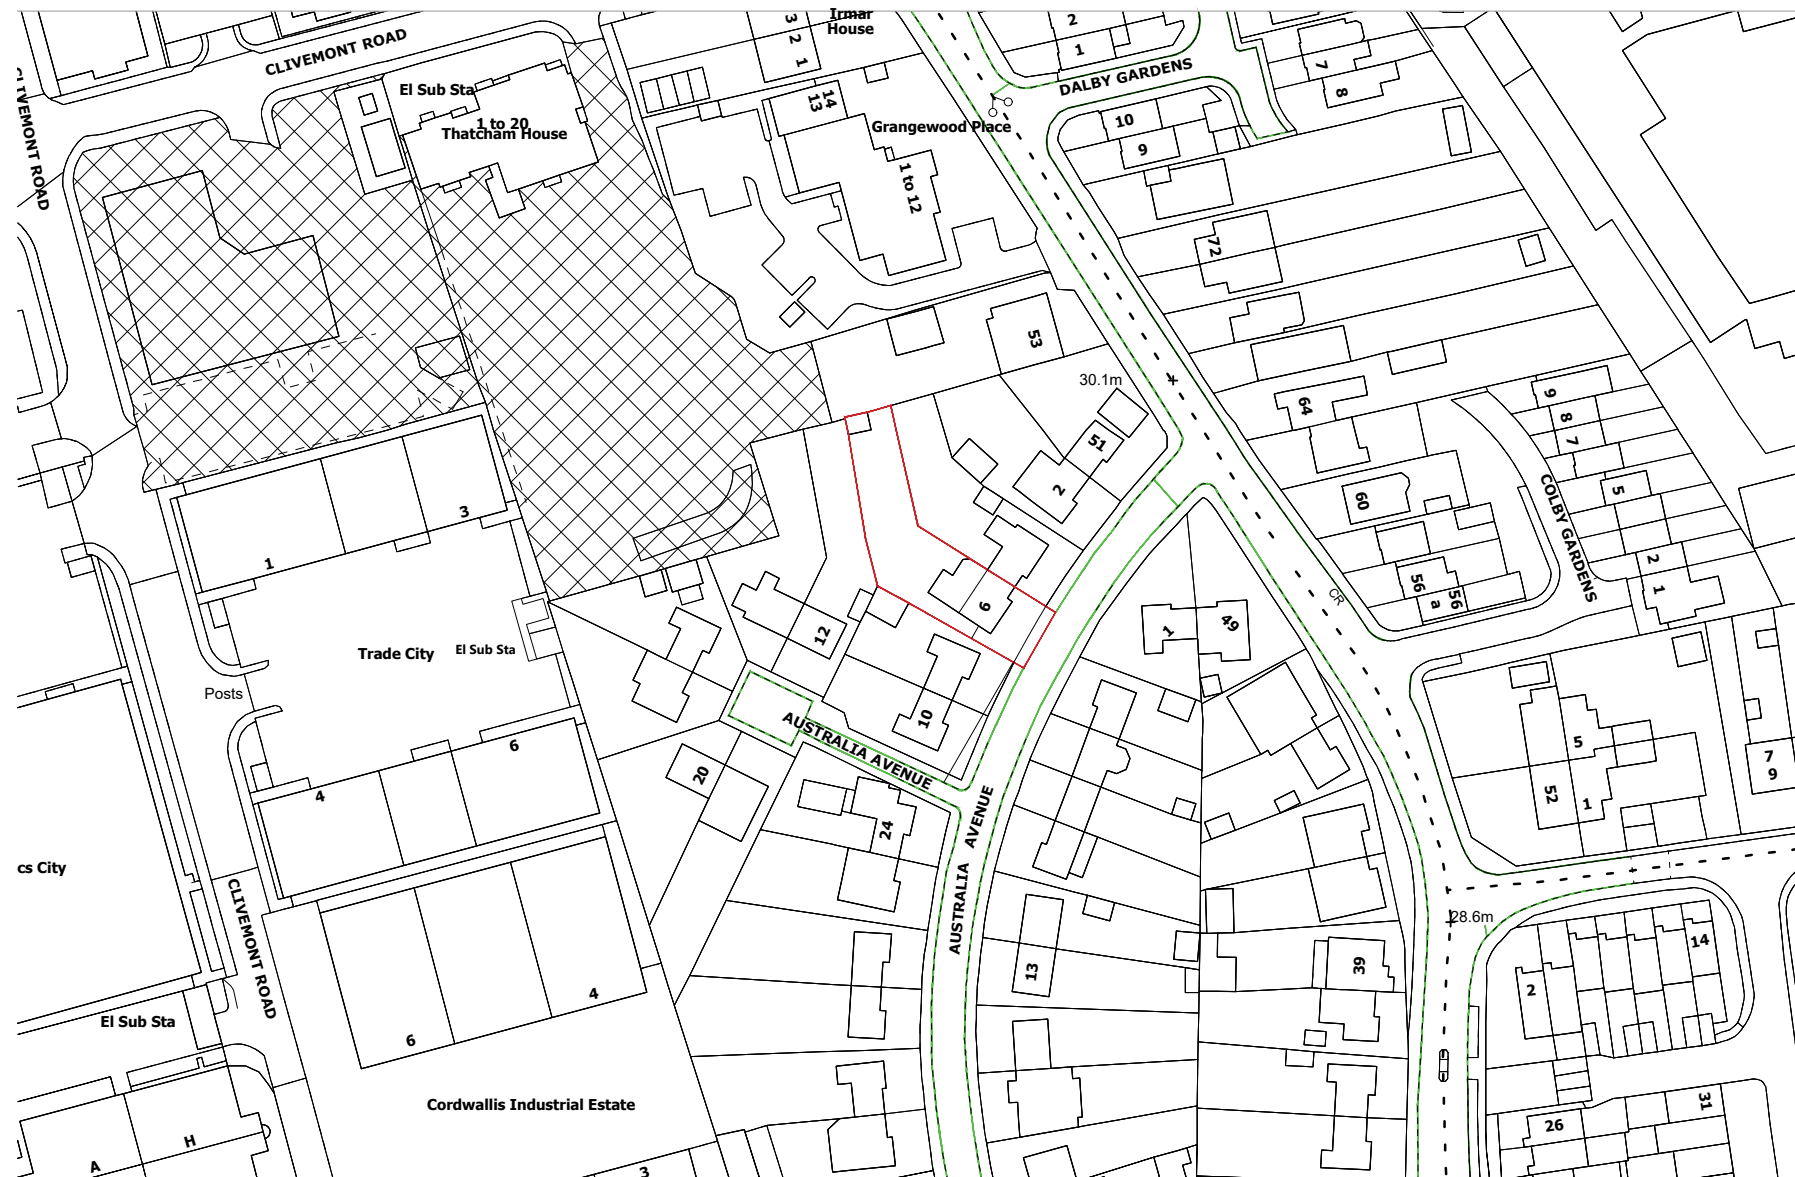 Irmar
House
3
2
1
2
1
CLIVEMONT ROAD
DALBY GARDENS
7
8
CLIVEMONT ROAD
El Sub Sta
1 to 20
Thatcham House
14
13
Grangewood Place
10
9
1 to 12
72
53
30.1m
64
9
8
7
51
2
60
5
COLBY GARDENS
3
1
2
1
56
a
56
CR
6
12
1
49
Trade City
El Sub Sta
Posts
10
AUSTRALIA AVENUE
20
6
4
5
52
1
7
9
24
AUSTRALIA AVENUE
cs City
CLIVEMONT ROAD
28.6m
14
13
39
2
4
6
El Sub Sta
Cordwallis Industrial Estate
31
26
H
A
3